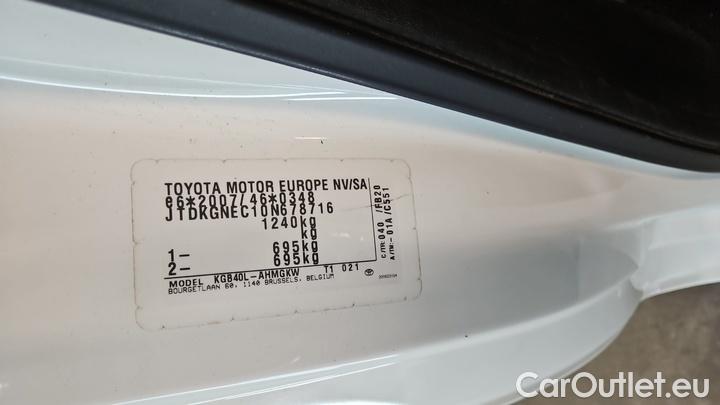 TOYOTA MOTOR EUROPE NV/SA
e6*2007/46*0348
JTDKGNEC10N678716
1240kg
kg
1- 695kg
2- 695kg
MODEL KGB40L-AHMGKW T1 021
BOURGETLAAN 60, 1140 BRUSSELS, BELGIUM
C/TR: 040 /FB20
A/TM: -01A /C551
CarOutlet.eu